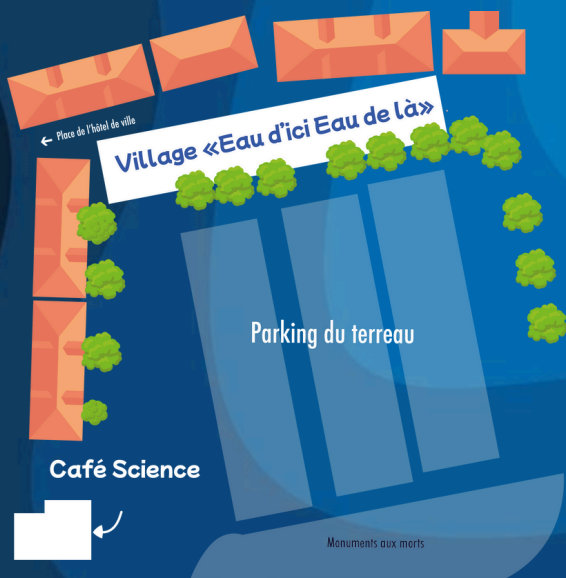 ← Place de l'hôtel de ville
Village «Eau d'ici Eau de là»
Parking du terreau
Café Science
Monuments aux morts